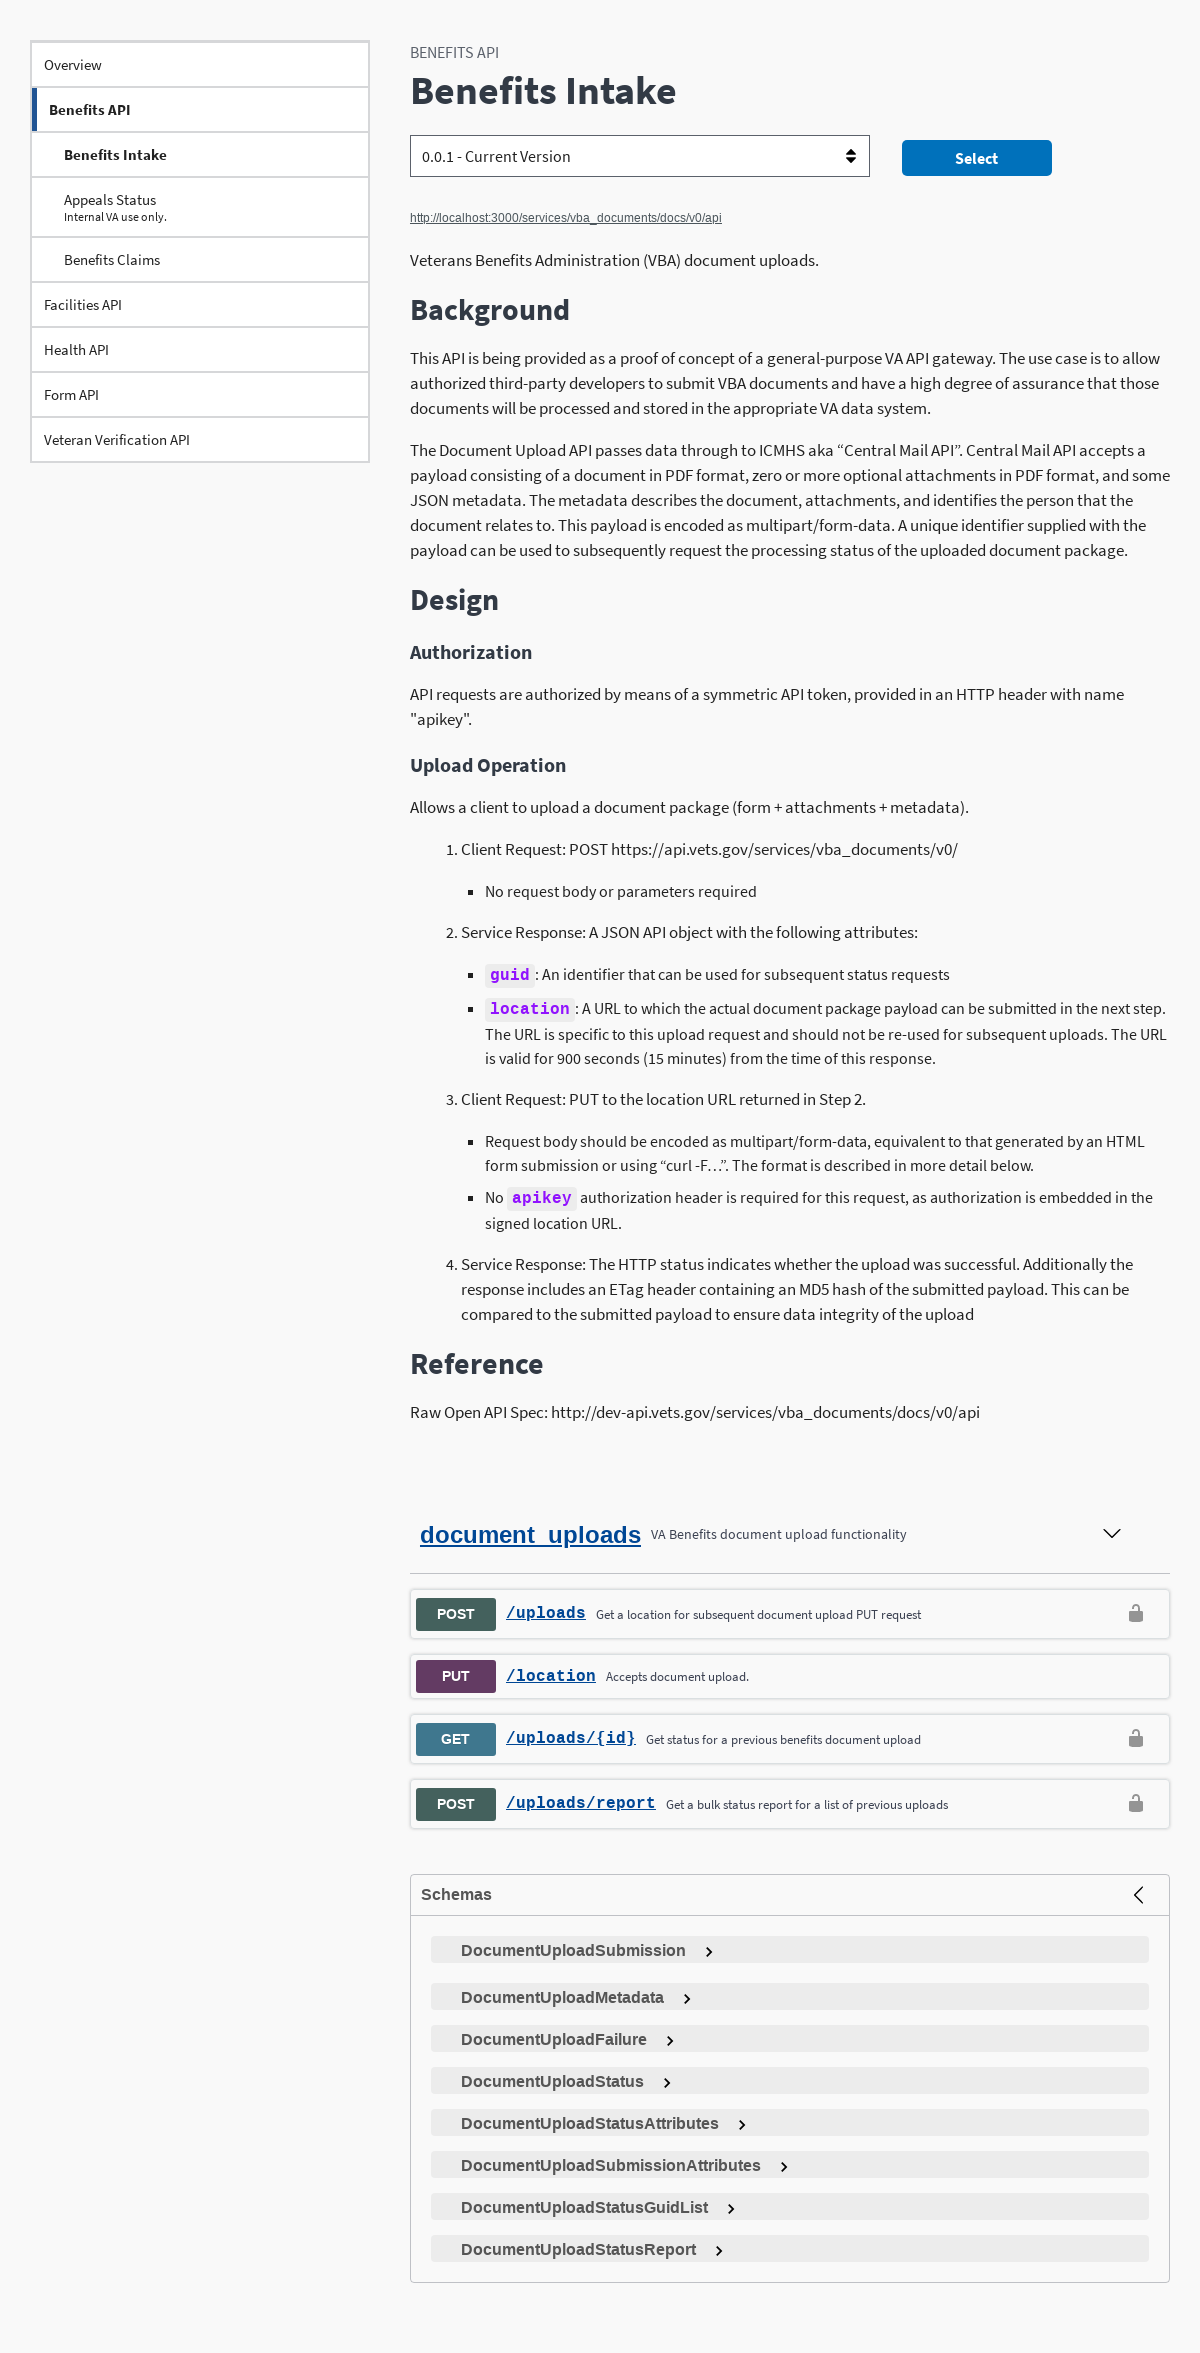 Overview
Benefits API
Benefits Intake
Appeals Status
Internal VA use only.
Benefits Claims
Facilities API
Health API
Form API
Veteran Verification API
BENEFITS API
Benefits Intake
0.0.1 - Current Version
Select
http://localhost:3000/services/vba_documents/docs/v0/api
Veterans Benefits Administration (VBA) document uploads.
Background
This API is being provided as a proof of concept of a general-purpose VA API gateway. The use case is to allow
authorized third-party developers to submit VBA documents and have a high degree of assurance that those
documents will be processed and stored in the appropriate VA data system.
The Document Upload API passes data through to ICMHS aka “Central Mail API”. Central Mail API accepts a
payload consisting of a document in PDF format, zero or more optional attachments in PDF format, and some
JSON metadata. The metadata describes the document, attachments, and identifies the person that the
document relates to. This payload is encoded as multipart/form-data. A unique identifier supplied with the
payload can be used to subsequently request the processing status of the uploaded document package.
Design
Authorization
API requests are authorized by means of a symmetric API token, provided in an HTTP header with name
"apikey".
Upload Operation
Allows a client to upload a document package (form + attachments + metadata).
1. Client Request: POST https://api.vets.gov/services/vba_documents/v0/
▪ No request body or parameters required
2. Service Response: A JSON API object with the following attributes:
▪ guid: An identifier that can be used for subsequent status requests
▪ location: A URL to which the actual document package payload can be submitted in the next step.
The URL is specific to this upload request and should not be re-used for subsequent uploads. The URL
is valid for 900 seconds (15 minutes) from the time of this response.
3. Client Request: PUT to the location URL returned in Step 2.
▪ Request body should be encoded as multipart/form-data, equivalent to that generated by an HTML
form submission or using “curl -F…”. The format is described in more detail below.
▪ No apikey authorization header is required for this request, as authorization is embedded in the
signed location URL.
4. Service Response: The HTTP status indicates whether the upload was successful. Additionally the
response includes an ETag header containing an MD5 hash of the submitted payload. This can be
compared to the submitted payload to ensure data integrity of the upload
Reference
Raw Open API Spec: http://dev-api.vets.gov/services/vba_documents/docs/v0/api
document_uploads VA Benefits document upload functionality
POST /uploads Get a location for subsequent document upload PUT request
PUT /location Accepts document upload.
GET /uploads/{id} Get status for a previous benefits document upload
POST /uploads/report Get a bulk status report for a list of previous uploads
Schemas
DocumentUploadSubmission
DocumentUploadMetadata
DocumentUploadFailure
DocumentUploadStatus
DocumentUploadStatusAttributes
DocumentUploadSubmissionAttributes
DocumentUploadStatusGuidList
DocumentUploadStatusReport